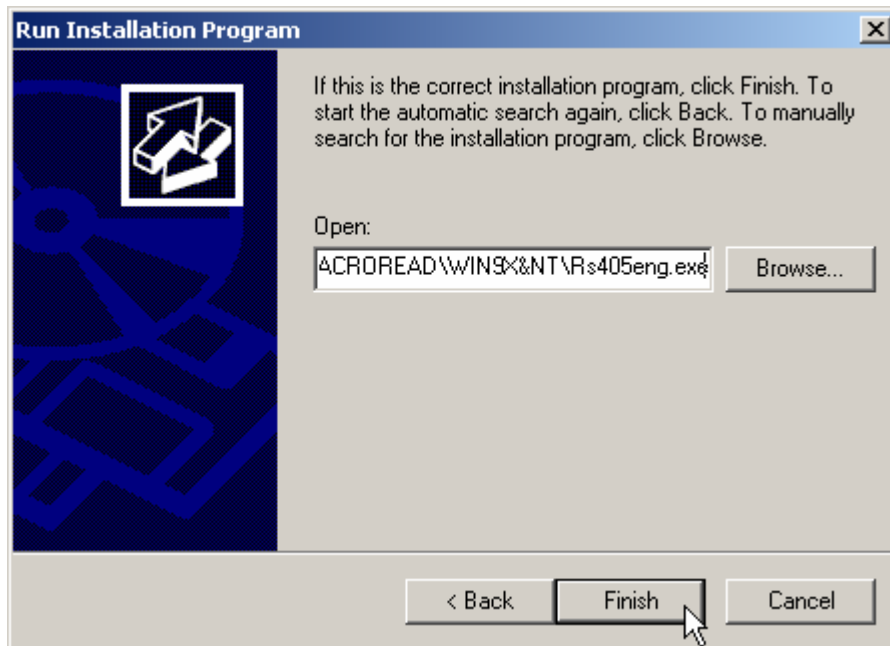 Run Installation Program
If this is the correct installation program, click Finish. To
start the automatic search again, click Back. To manually
search for the installation program, click Browse.
Open:
ACROREAD\WIN9X&NT\Rs405eng.exe
Browse...
< Back
Finish
Cancel